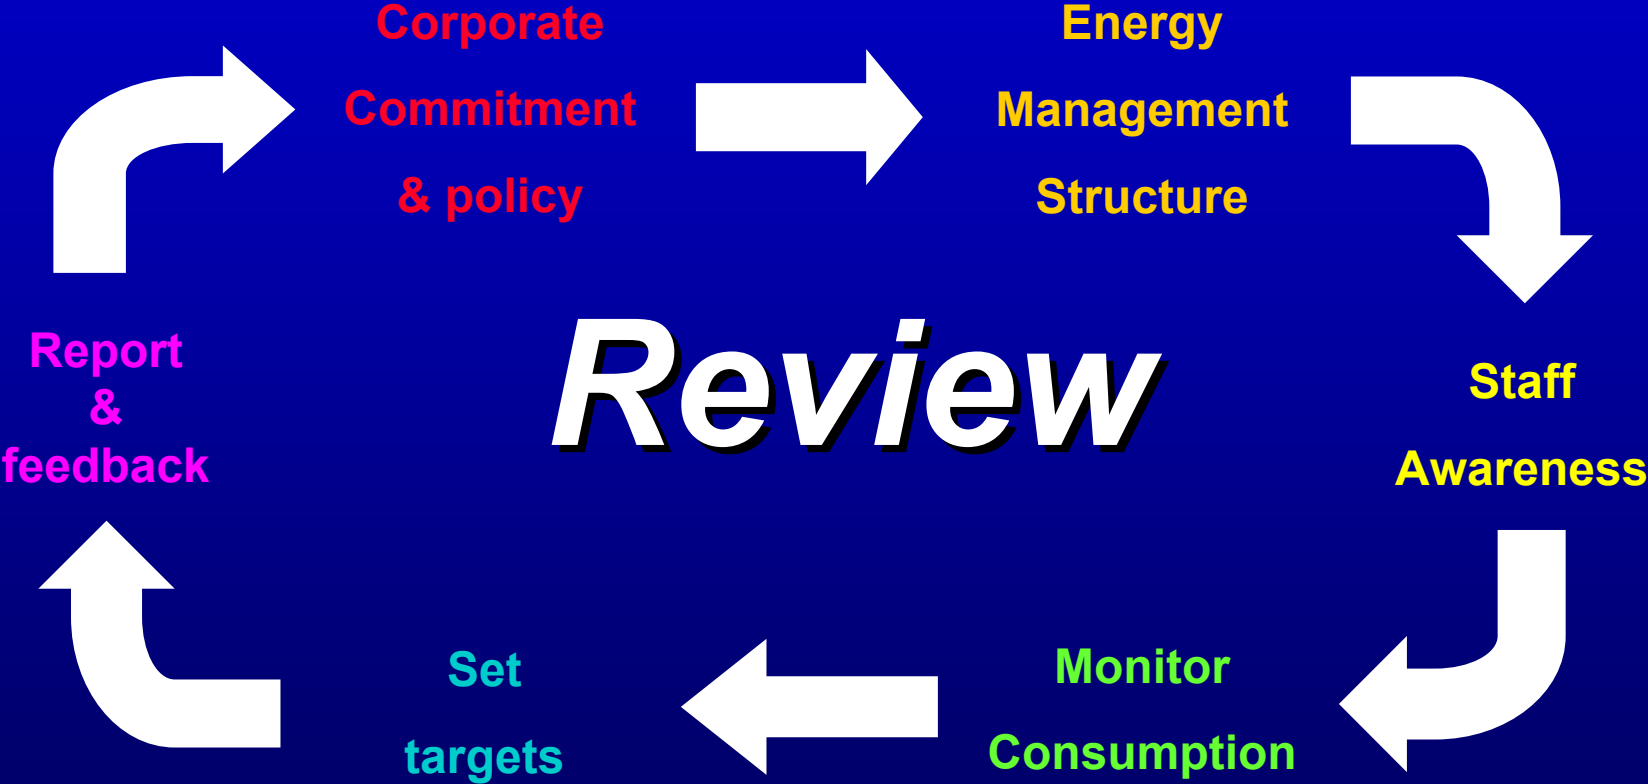 Corporate
Commitment
& policy
Energy
Management
Structure
Review
Report
&
feedback
Staff
Awareness
Set
targets
Monitor
Consumption